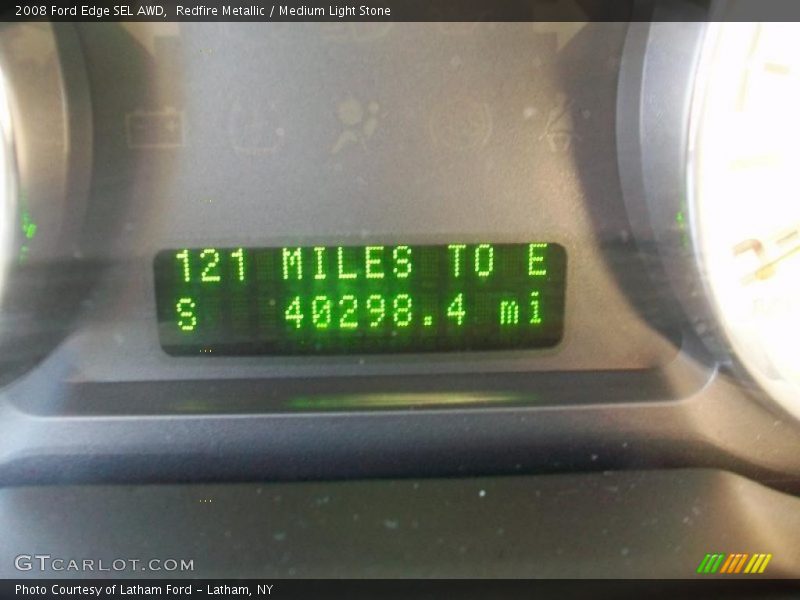 2008 Ford Edge SEL AWD,  Redfire Metallic / Medium Light Stone
121 MILES TO E
S 40298.4 mi
GTCARLOT.COM
Photo Courtesy of Latham Ford – Latham, NY